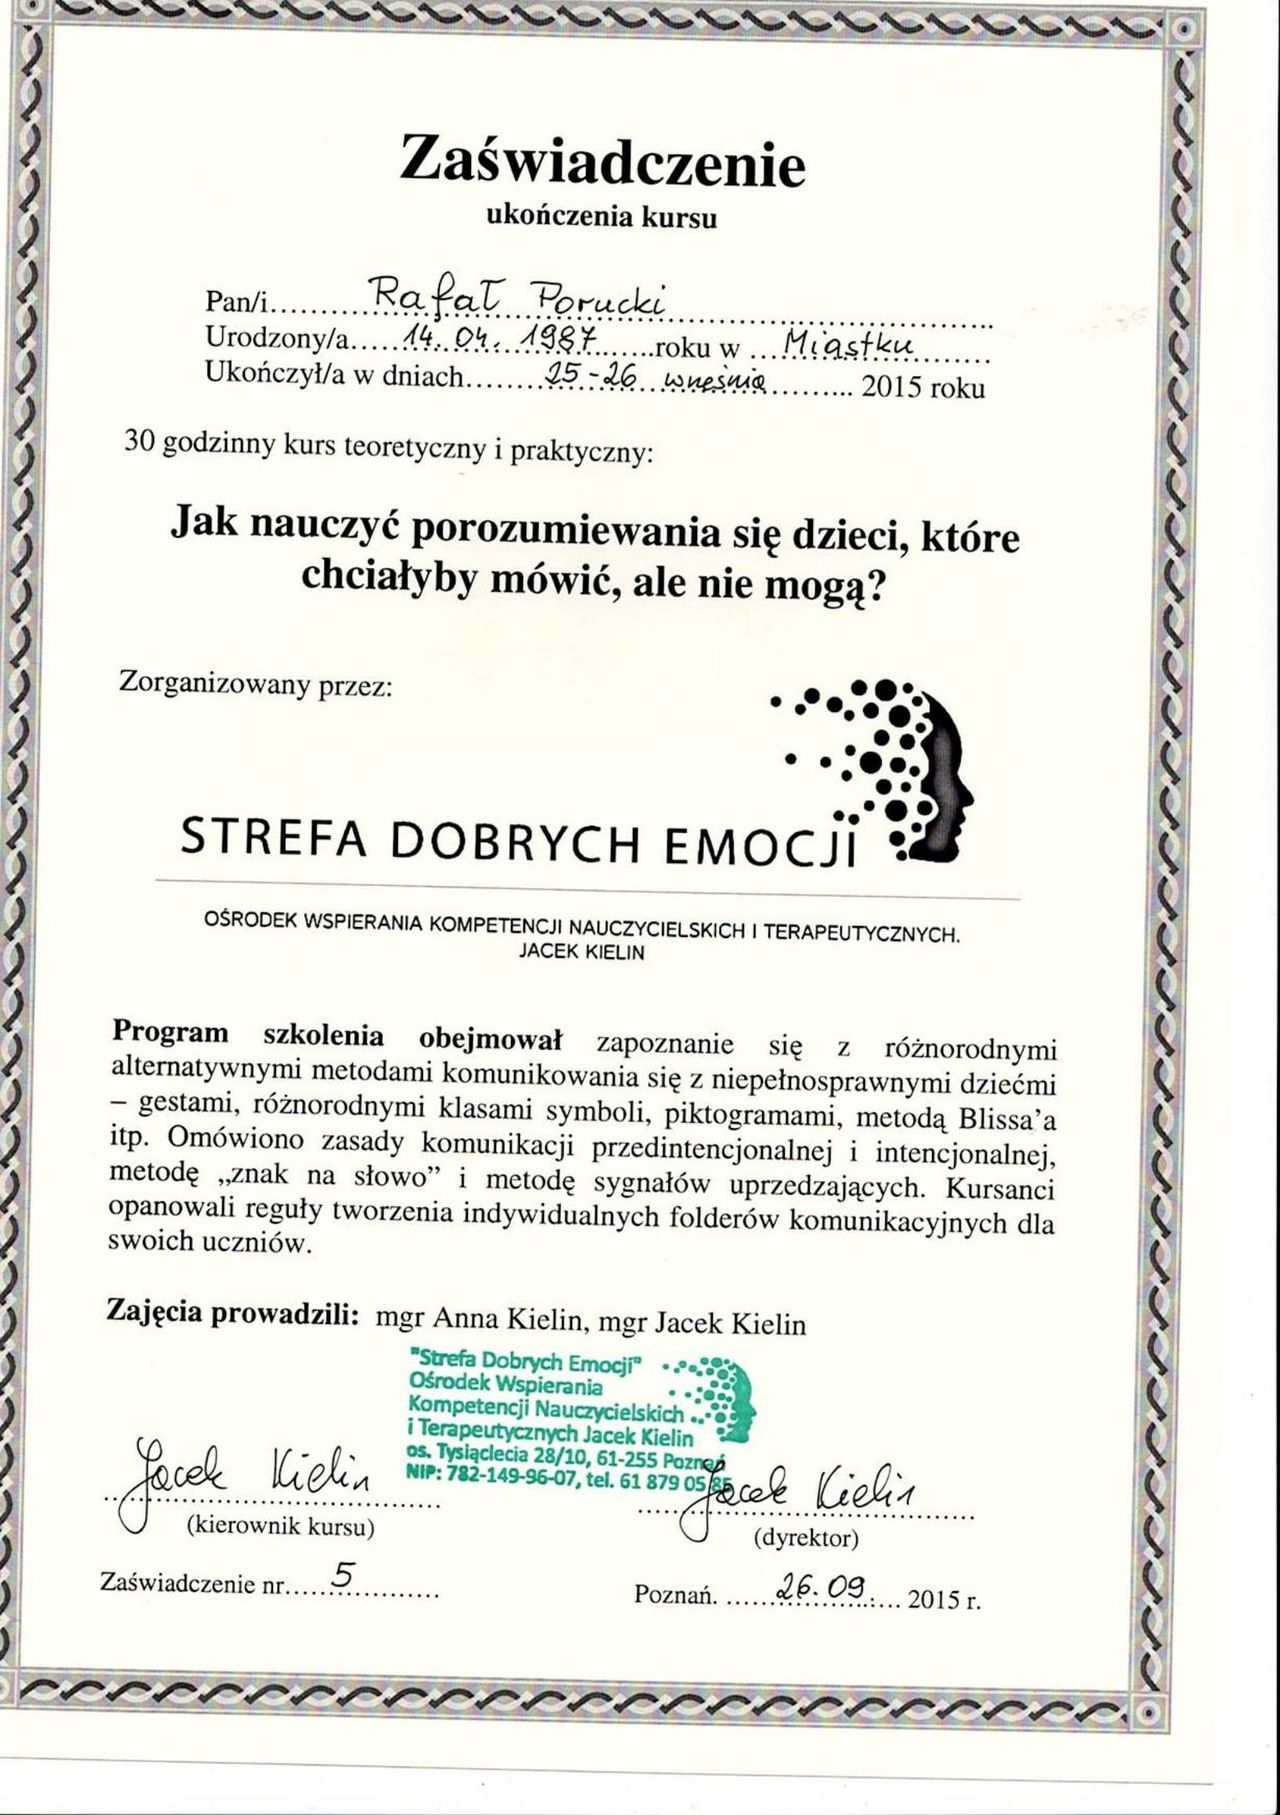 Zaświadczenie
ukończenia kursu
Pan/i.........Rafał Porucki.............................
Urodzony/a.....14.04.1987......roku w ...Miastku........
Ukończył/a w dniach.......25-26 września......... 2015 roku
30 godzinny kurs teoretyczny i praktyczny:
Jak nauczyć porozumiewania się dzieci, które
chciałyby mówić, ale nie mogą?
Zorganizowany przez:
STREFA DOBRYCH EMOCJI
OŚRODEK WSPIERANIA KOMPETENCJI NAUCZYCIELSKICH I TERAPEUTYCZNYCH.
JACEK KIELIN
Program szkolenia obejmował zapoznanie się z różnorodnymi
alternatywnymi metodami komunikowania się z niepełnosprawnymi dziećmi
– gestami, różnorodnymi klasami symboli, piktogramami, metodą Blissa’a
itp. Omówiono zasady komunikacji przedintencjonalnej i intencjonalnej,
metodę „znak na słowo” i metodę sygnałów uprzedzających. Kursanci
opanowali reguły tworzenia indywidualnych folderów komunikacyjnych dla
swoich uczniów.
Zajęcia prowadzili: mgr Anna Kielin, mgr Jacek Kielin
"Strefa Dobrych Emocji"
Ośrodek Wspierania
Kompetencji Nauczycielskich
i Terapeutycznych Jacek Kielin
os. Tysiąclecia 28/10, 61-255 Poznań
NIP: 782-149-96-07, tel. 61 879 05 85
Jacek Kielin
(kierownik kursu)
Jacek Kielin
(dyrektor)
Zaświadczenie nr......5............
Poznań. ......26.09..... 2015 r.